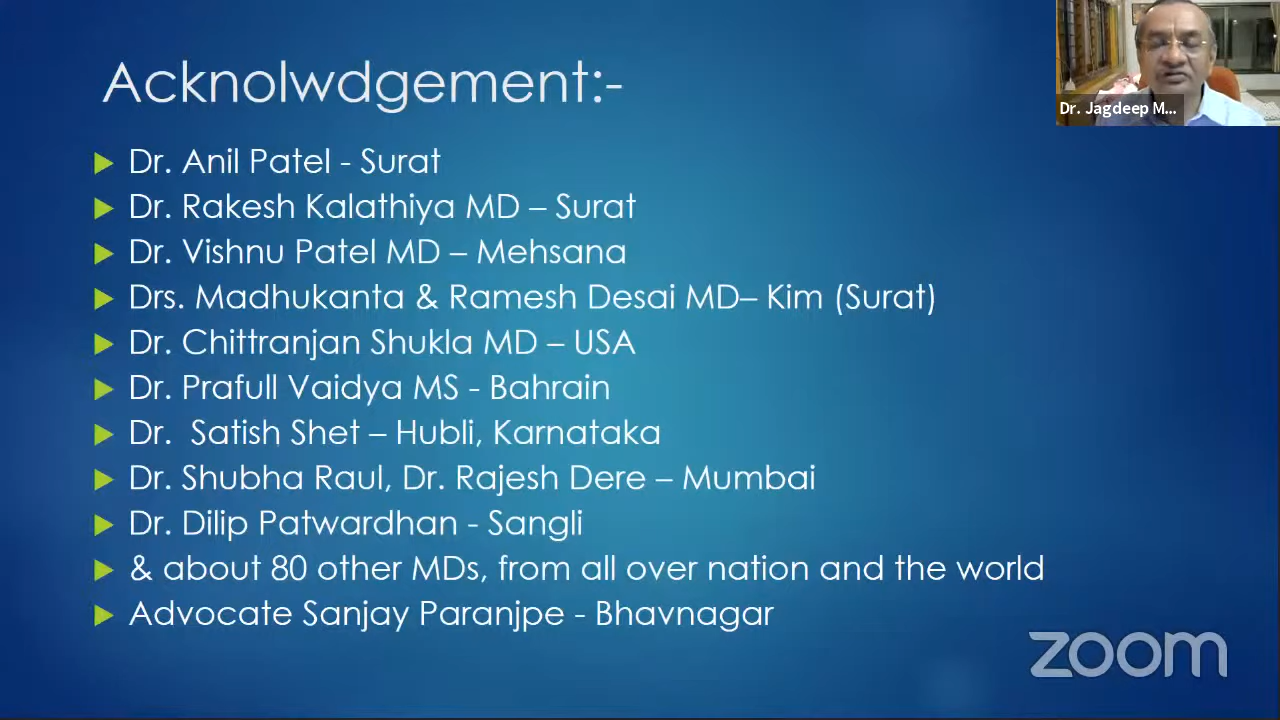 Acknolwdgement:-
Dr. Jagdeep M...
Dr. Anil Patel - Surat
Dr. Rakesh Kalathiya MD – Surat
Dr. Vishnu Patel MD – Mehsana
Drs. Madhukanta & Ramesh Desai MD– Kim (Surat)
Dr. Chittranjan Shukla MD – USA
Dr. Prafull Vaidya MS - Bahrain
Dr. Satish Shet – Hubli, Karnataka
Dr. Shubha Raul, Dr. Rajesh Dere – Mumbai
Dr. Dilip Patwardhan - Sangli
& about 80 other MDs, from all over nation and the world
Advocate Sanjay Paranjpe - Bhavnagar
zoom